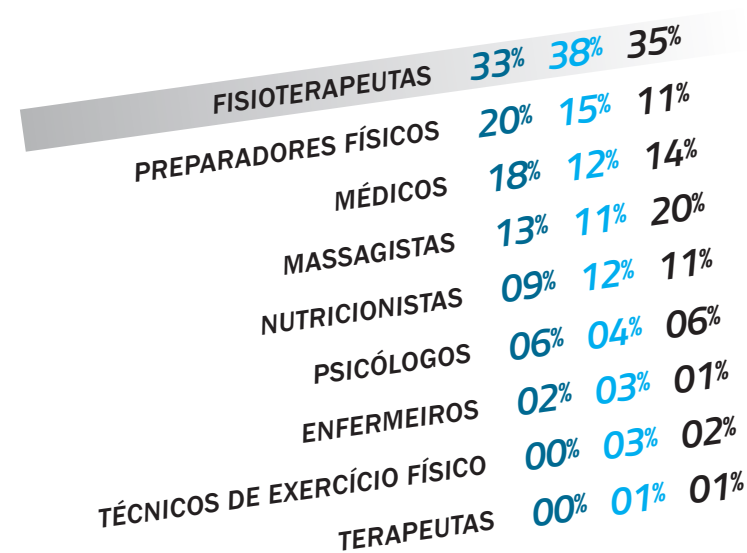 FISIOTERAPEUTAS 33% 38% 35%
PREPARADORES FÍSICOS 20% 15% 11%
MÉDICOS 18% 12% 14%
MASSAGISTAS 13% 11% 20%
NUTRICIONISTAS 09% 12% 11%
PSICÓLOGOS 06% 04% 06%
ENFERMEIROS 02% 03% 01%
TÉCNICOS DE EXERCÍCIO FÍSICO 00% 03% 02%
TERAPEUTAS 00% 01% 01%